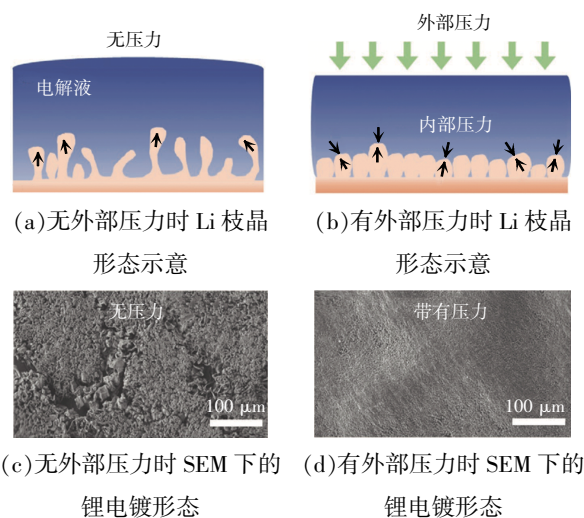 无压力
电解液
(a)无外部压力时 Li 枝晶
形态示意
外部压力
内部压力
(b)有外部压力时 Li 枝晶
形态示意
无压力
100 μm
(c)无外部压力时 SEM 下的
锂电镀形态
带有压力
100 μm
(d)有外部压力时 SEM 下的
锂电镀形态